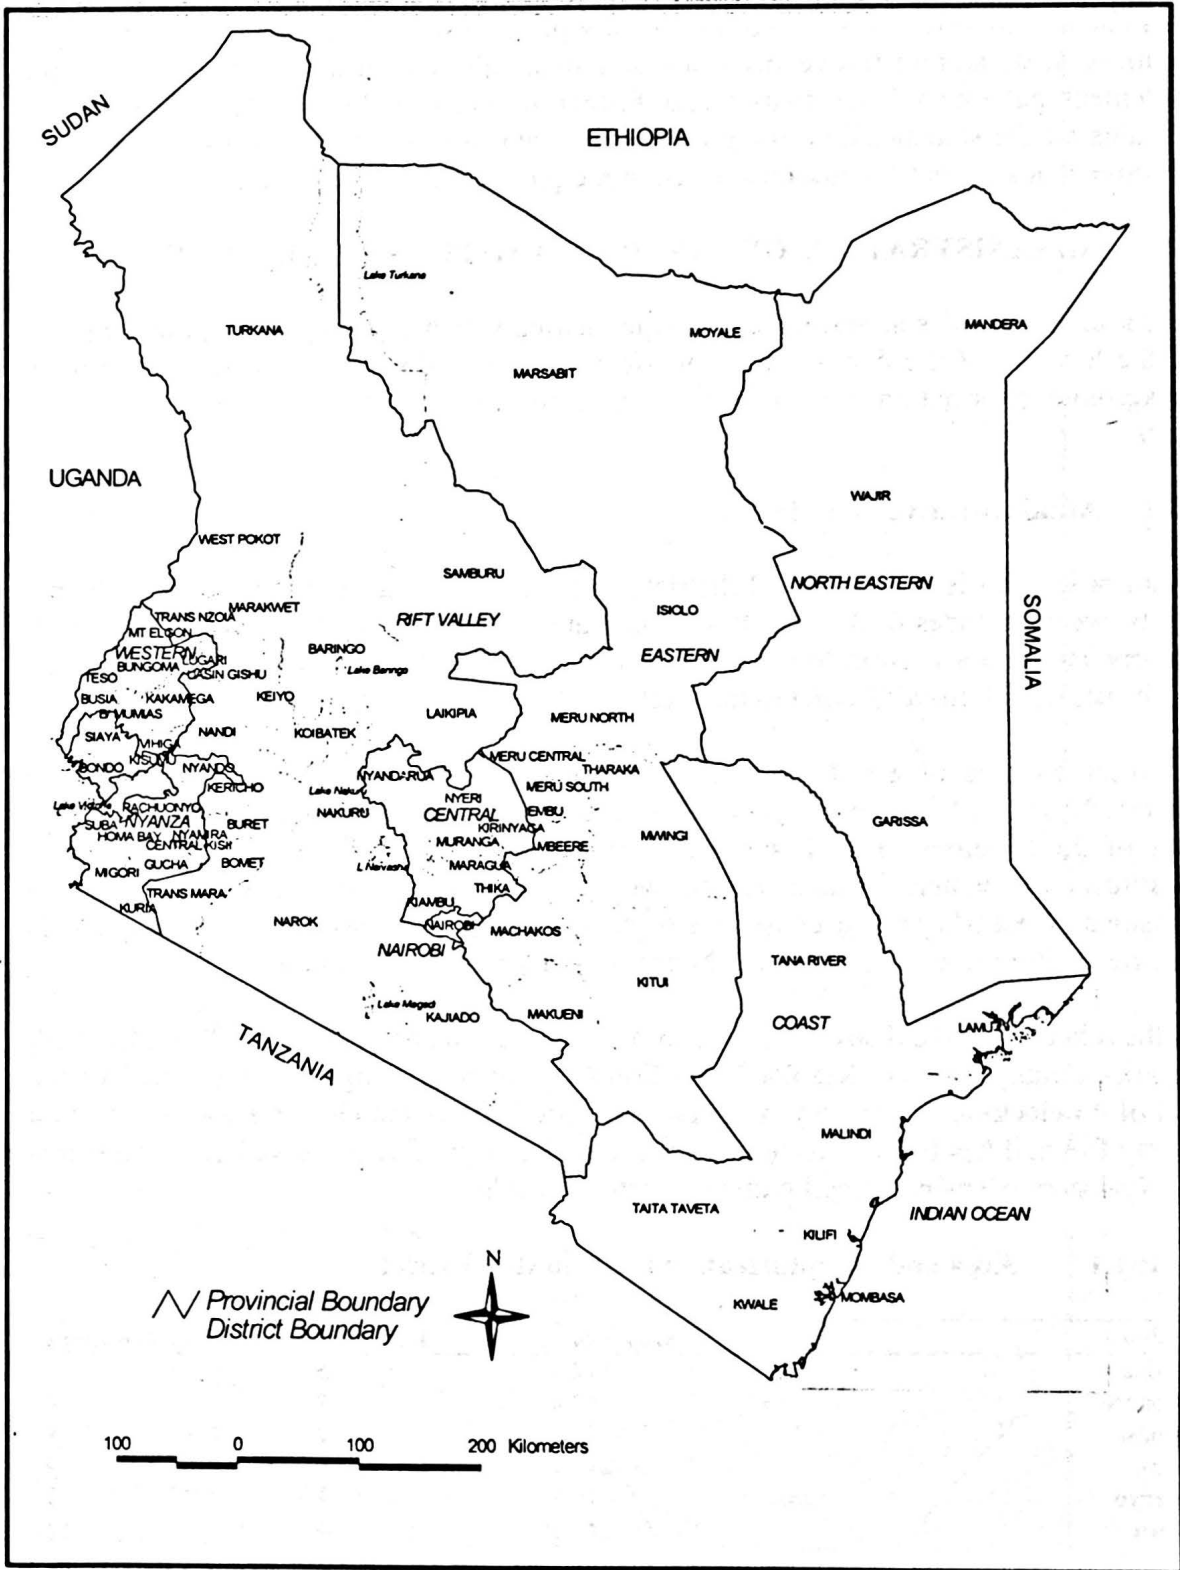 SUDAN
ETHIOPIA
Lake Turkana
TURKANA
MOYALE
MANDERA
MARSABIT
UGANDA
WAJIR
WEST POKOT
SAMBURU
NORTH EASTERN
SOMALIA
MARAKWET
TRANS NZOIA
RIFT VALLEY
ISIOLO
MT ELGON
WESTERN
LUGARI
BARINGO
EASTERN
BUNGOMA
Lake Baringo
TESO
UASIN GISHU
BUSIA
KAKAMEGA
KEIYO
B/ MUMIAS
LAIKIPIA
MERU NORTH
SIAYA
NANDI
KOIBATEK
VIHIGA
KISUMU
MERU CENTRAL
BONDO
NYANDO
NYANDARUA
THARAKA
KERICHO
Lake Nakuru
MERU SOUTH
NYERI
Lake Victoria
RACHUONYO
NAKURU
CENTRAL
EMBU
SUBA
NYANZA
BURET
KIRINYAGA
GARISSA
HOMA BAY
NYAMIRA
MWINGI
CENTRAL KISII
MURANGA
MBEERE
GUCHA
BOMET
L Naivasha
MARAGUA
MIGORI
THIKA
TRANS MARA
KIAMBU
KURIA
NAROK
NAIROBI
MACHAKOS
NAIROBI
TANA RIVER
KITUI
Lake Magadi
KAJIADO
MAKUENI
COAST
LAMU
TANZANIA
MALINDI
TAITA TAVETA
INDIAN OCEAN
KILIFI
N
MOMBASA
KWALE
Provincial Boundary
District Boundary
100 0 100 200 Kilometers